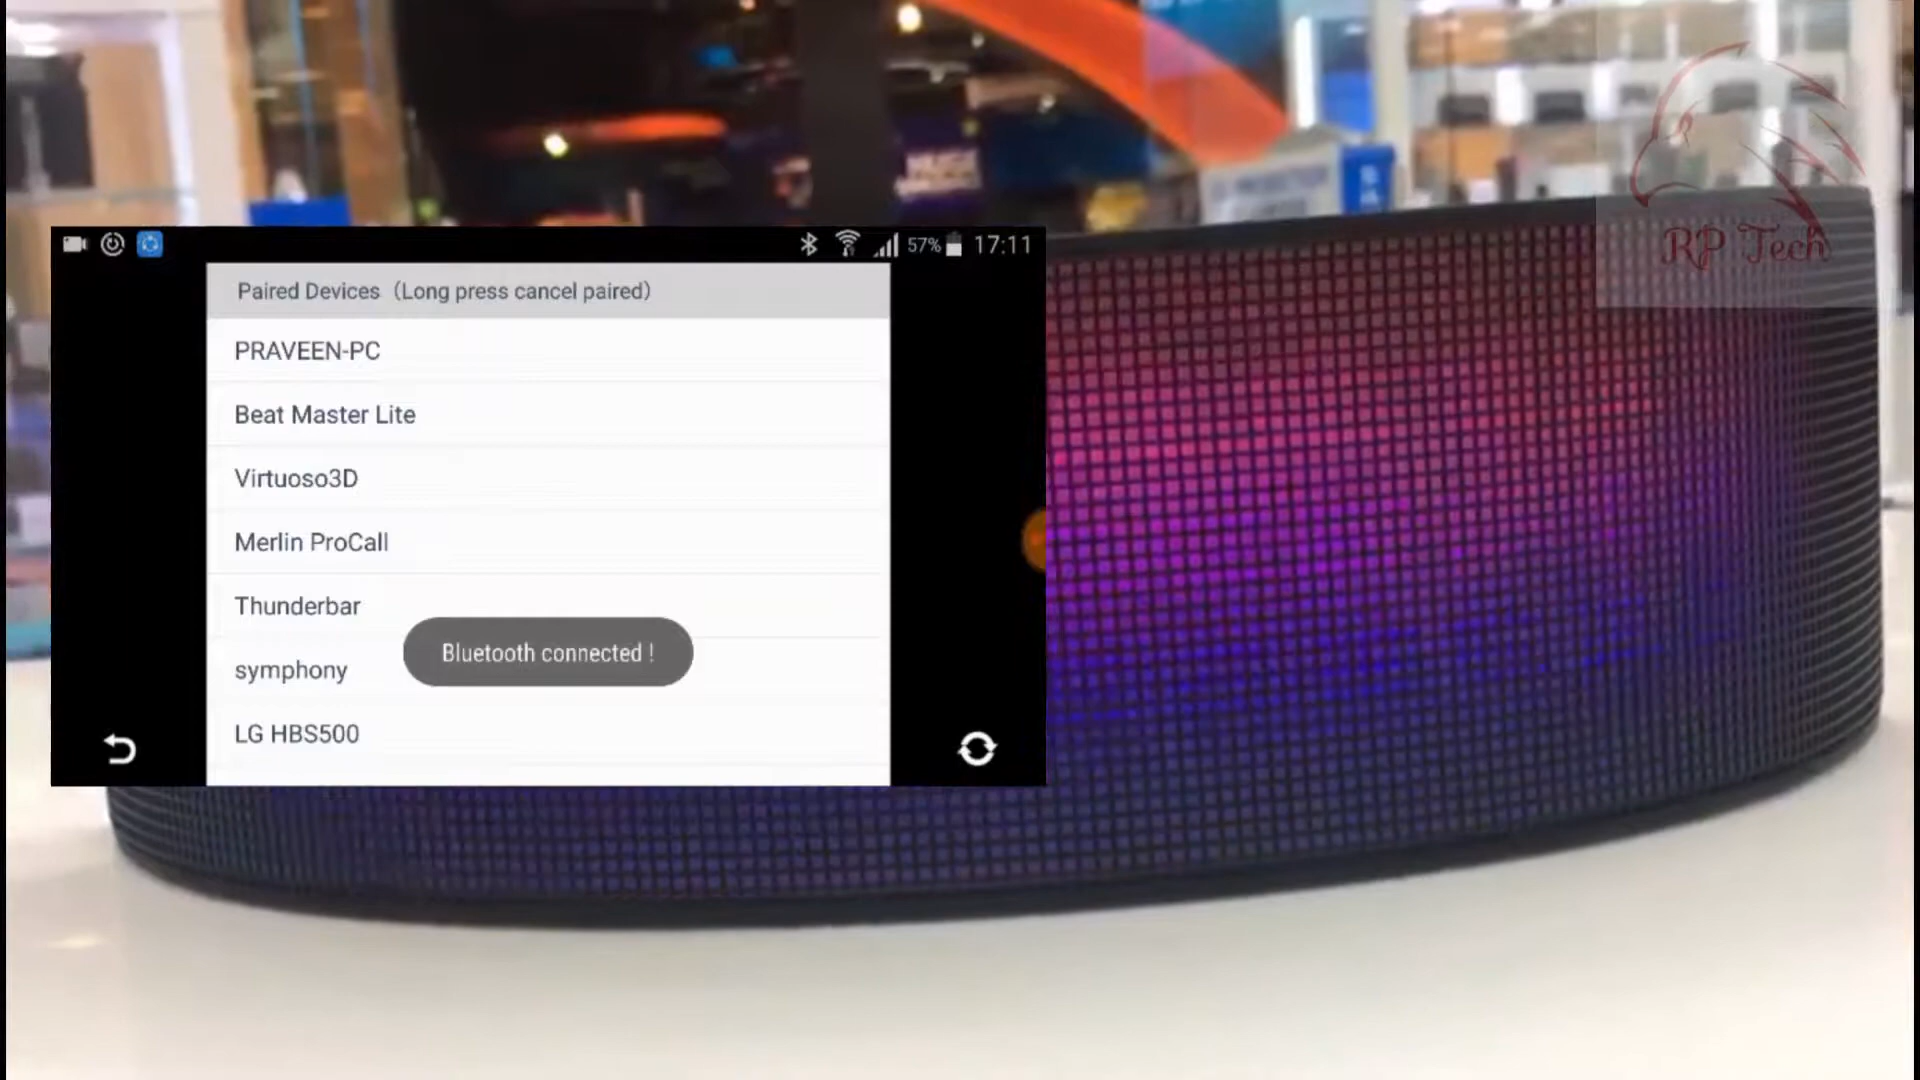 57% 17:11
Paired Devices（Long press cancel paired）
PRAVEEN-PC
Beat Master Lite
Virtuoso3D
Merlin ProCall
Thunderbar
symphony
Bluetooth connected !
LG HBS500
RP Tech